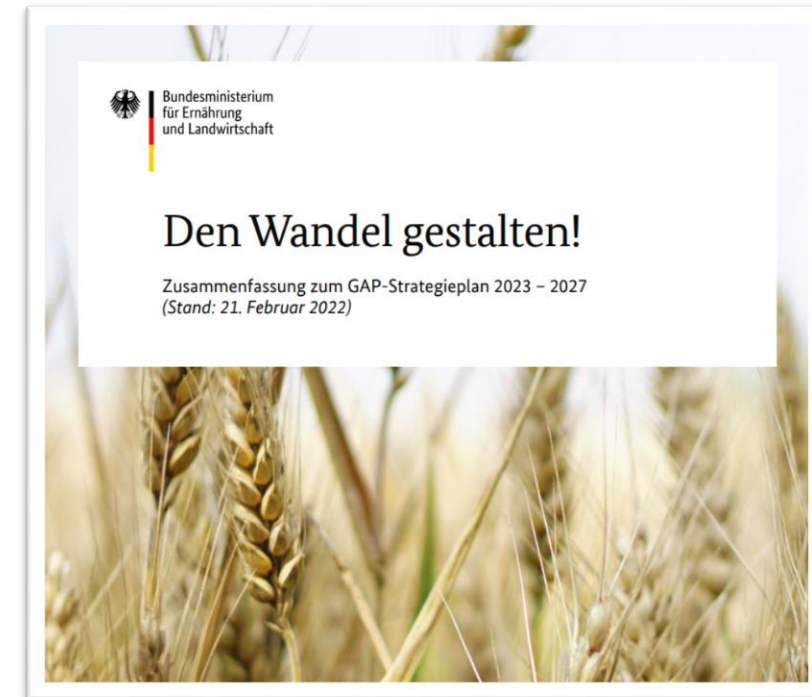 Bundesministerium
für Ernährung
und Landwirtschaft
Den Wandel gestalten!
Zusammenfassung zum GAP-Strategieplan 2023 – 2027
(Stand: 21. Februar 2022)